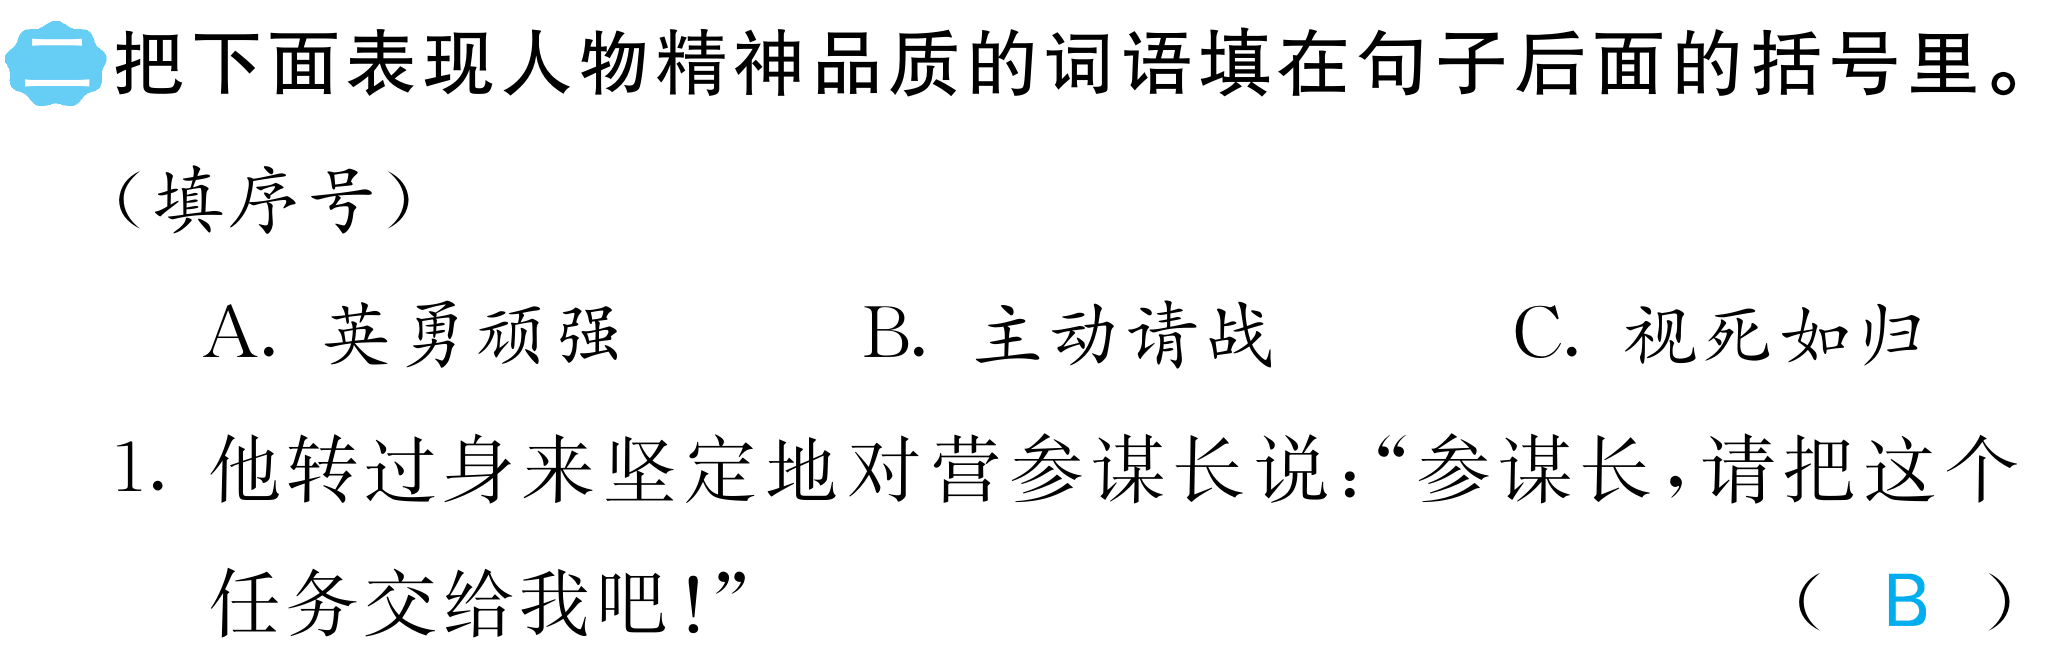 二 把下面表现人物精神品质的词语填在句子后面的括号里。
（填序号）
A. 英勇顽强 B. 主动请战 C. 视死如归
1. 他转过身来坚定地对营参谋长说：“参谋长，请把这个
任务交给我吧！” （ B ）